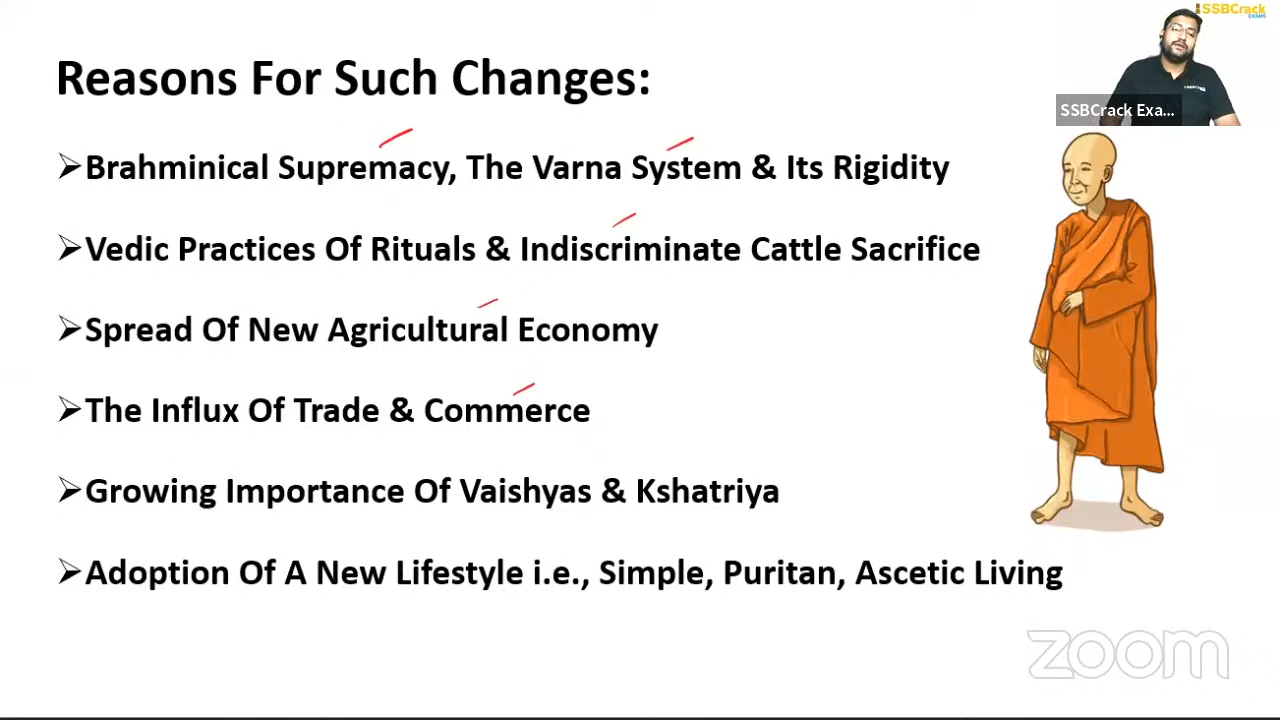 SSBCrack
EXAMS
Reasons For Such Changes:
SSBCrack Exa...
➢Brahminical Supremacy, The Varna System & Its Rigidity
➢Vedic Practices Of Rituals & Indiscriminate Cattle Sacrifice
➢Spread Of New Agricultural Economy
➢The Influx Of Trade & Commerce
➢Growing Importance Of Vaishyas & Kshatriya
➢Adoption Of A New Lifestyle i.e., Simple, Puritan, Ascetic Living
zoom